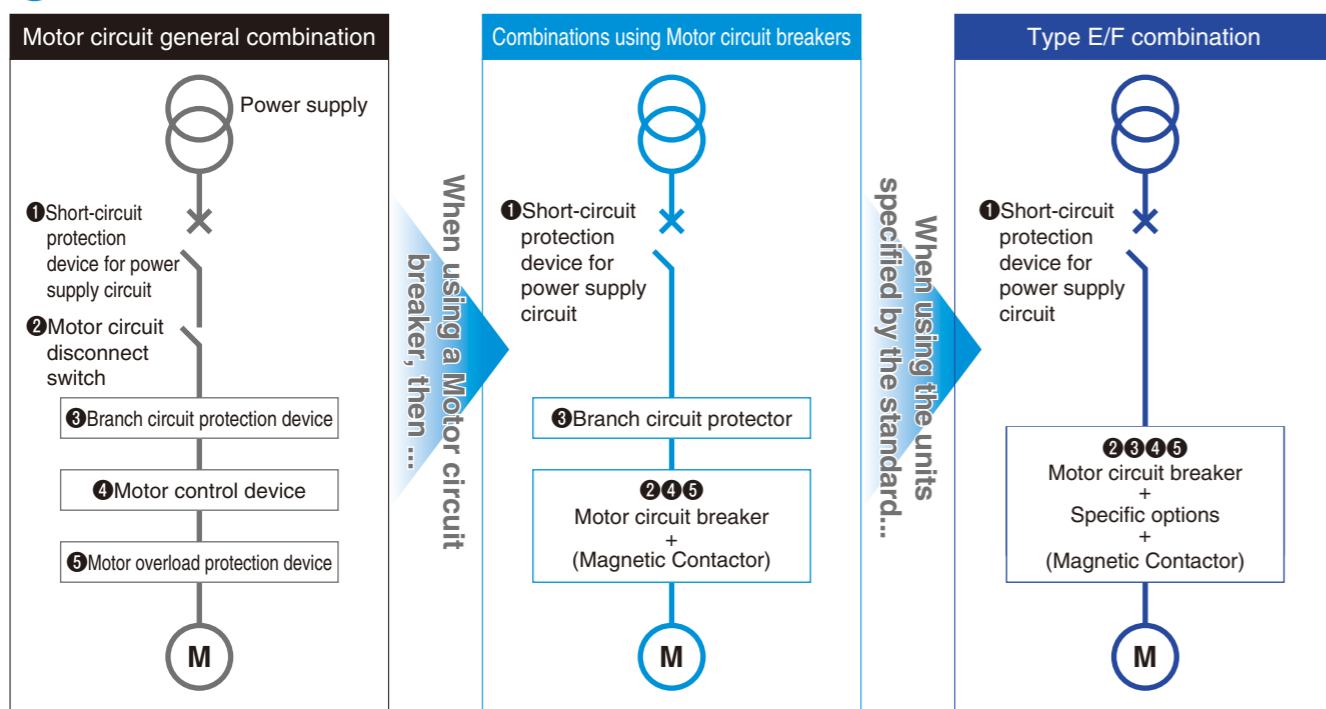 Motor circuit general combination
Power supply
❶Short-circuit
protection
device for power
supply circuit
❷Motor circuit
disconnect
switch
❸Branch circuit protection device
❹Motor control device
❺Motor overload protection device
M
When using a Motor circuit
breaker, then ...
Combinations using Motor circuit breakers
❶Short-circuit
protection
device for
power supply
circuit
❸Branch circuit protector
❷❹❺
Motor circuit breaker
+
(Magnetic Contactor)
M
When using the units
specified by the standard...
Type E/F combination
❶Short-circuit
protection
device for
power supply
circuit
❷❸❹❺
Motor circuit breaker
+
Specific options
+
(Magnetic Contactor)
M